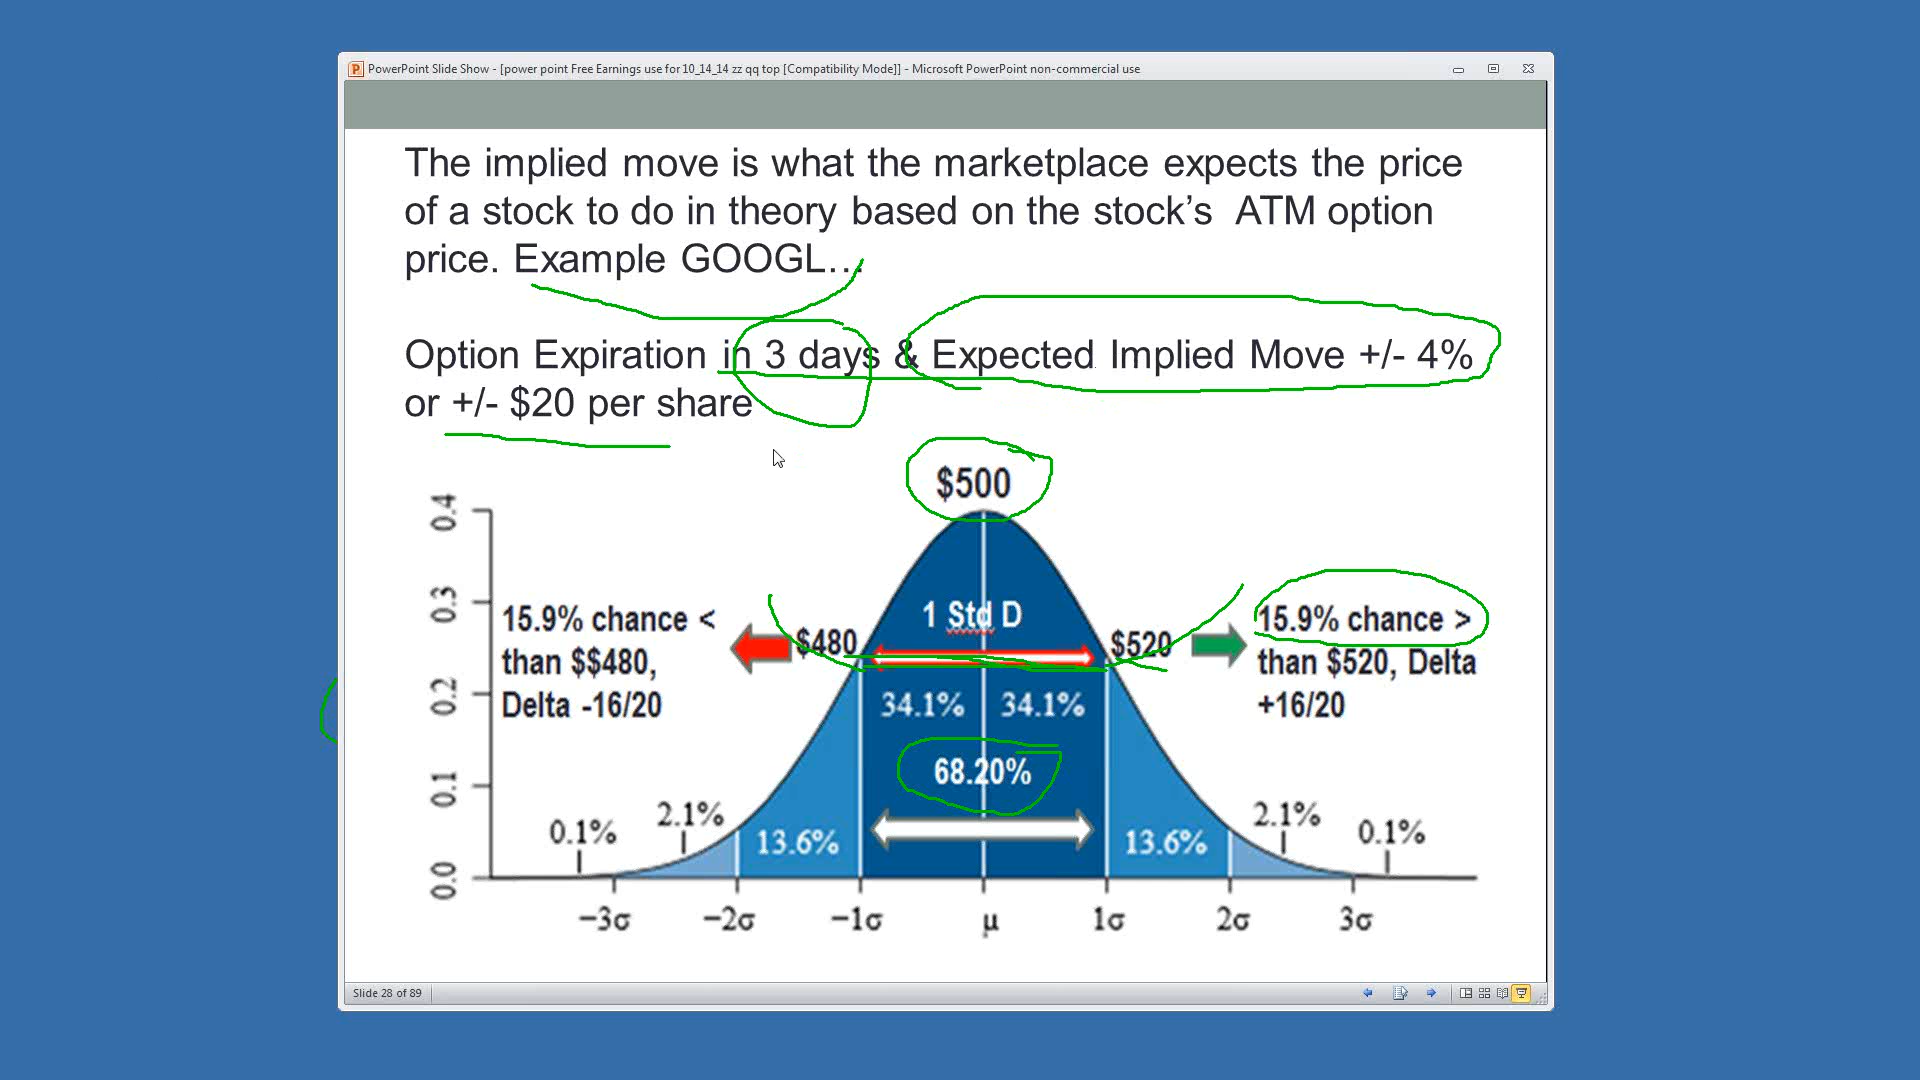 PowerPoint Slide Show - [power point Free Earnings use for 10_14_14 zz qq top [Compatibility Mode]] - Microsoft PowerPoint non-commercial use
The implied move is what the marketplace expects the price
of a stock to do in theory based on the stock’s ATM option
price. Example GOOGL…
Option Expiration in 3 days & Expected Implied Move +/- 4%
or +/- $20 per share
$500
0.4
0.3
0.2
0.1
0.0
15.9% chance <
than $$480,
Delta -16/20
$480
1 Std D
$520
15.9% chance >
than $520, Delta
+16/20
34.1% 34.1%
68.20%
0.1% 2.1% 13.6% 13.6% 2.1% 0.1%
−3σ −2σ −1σ μ 1σ 2σ 3σ
Slide 28 of 89